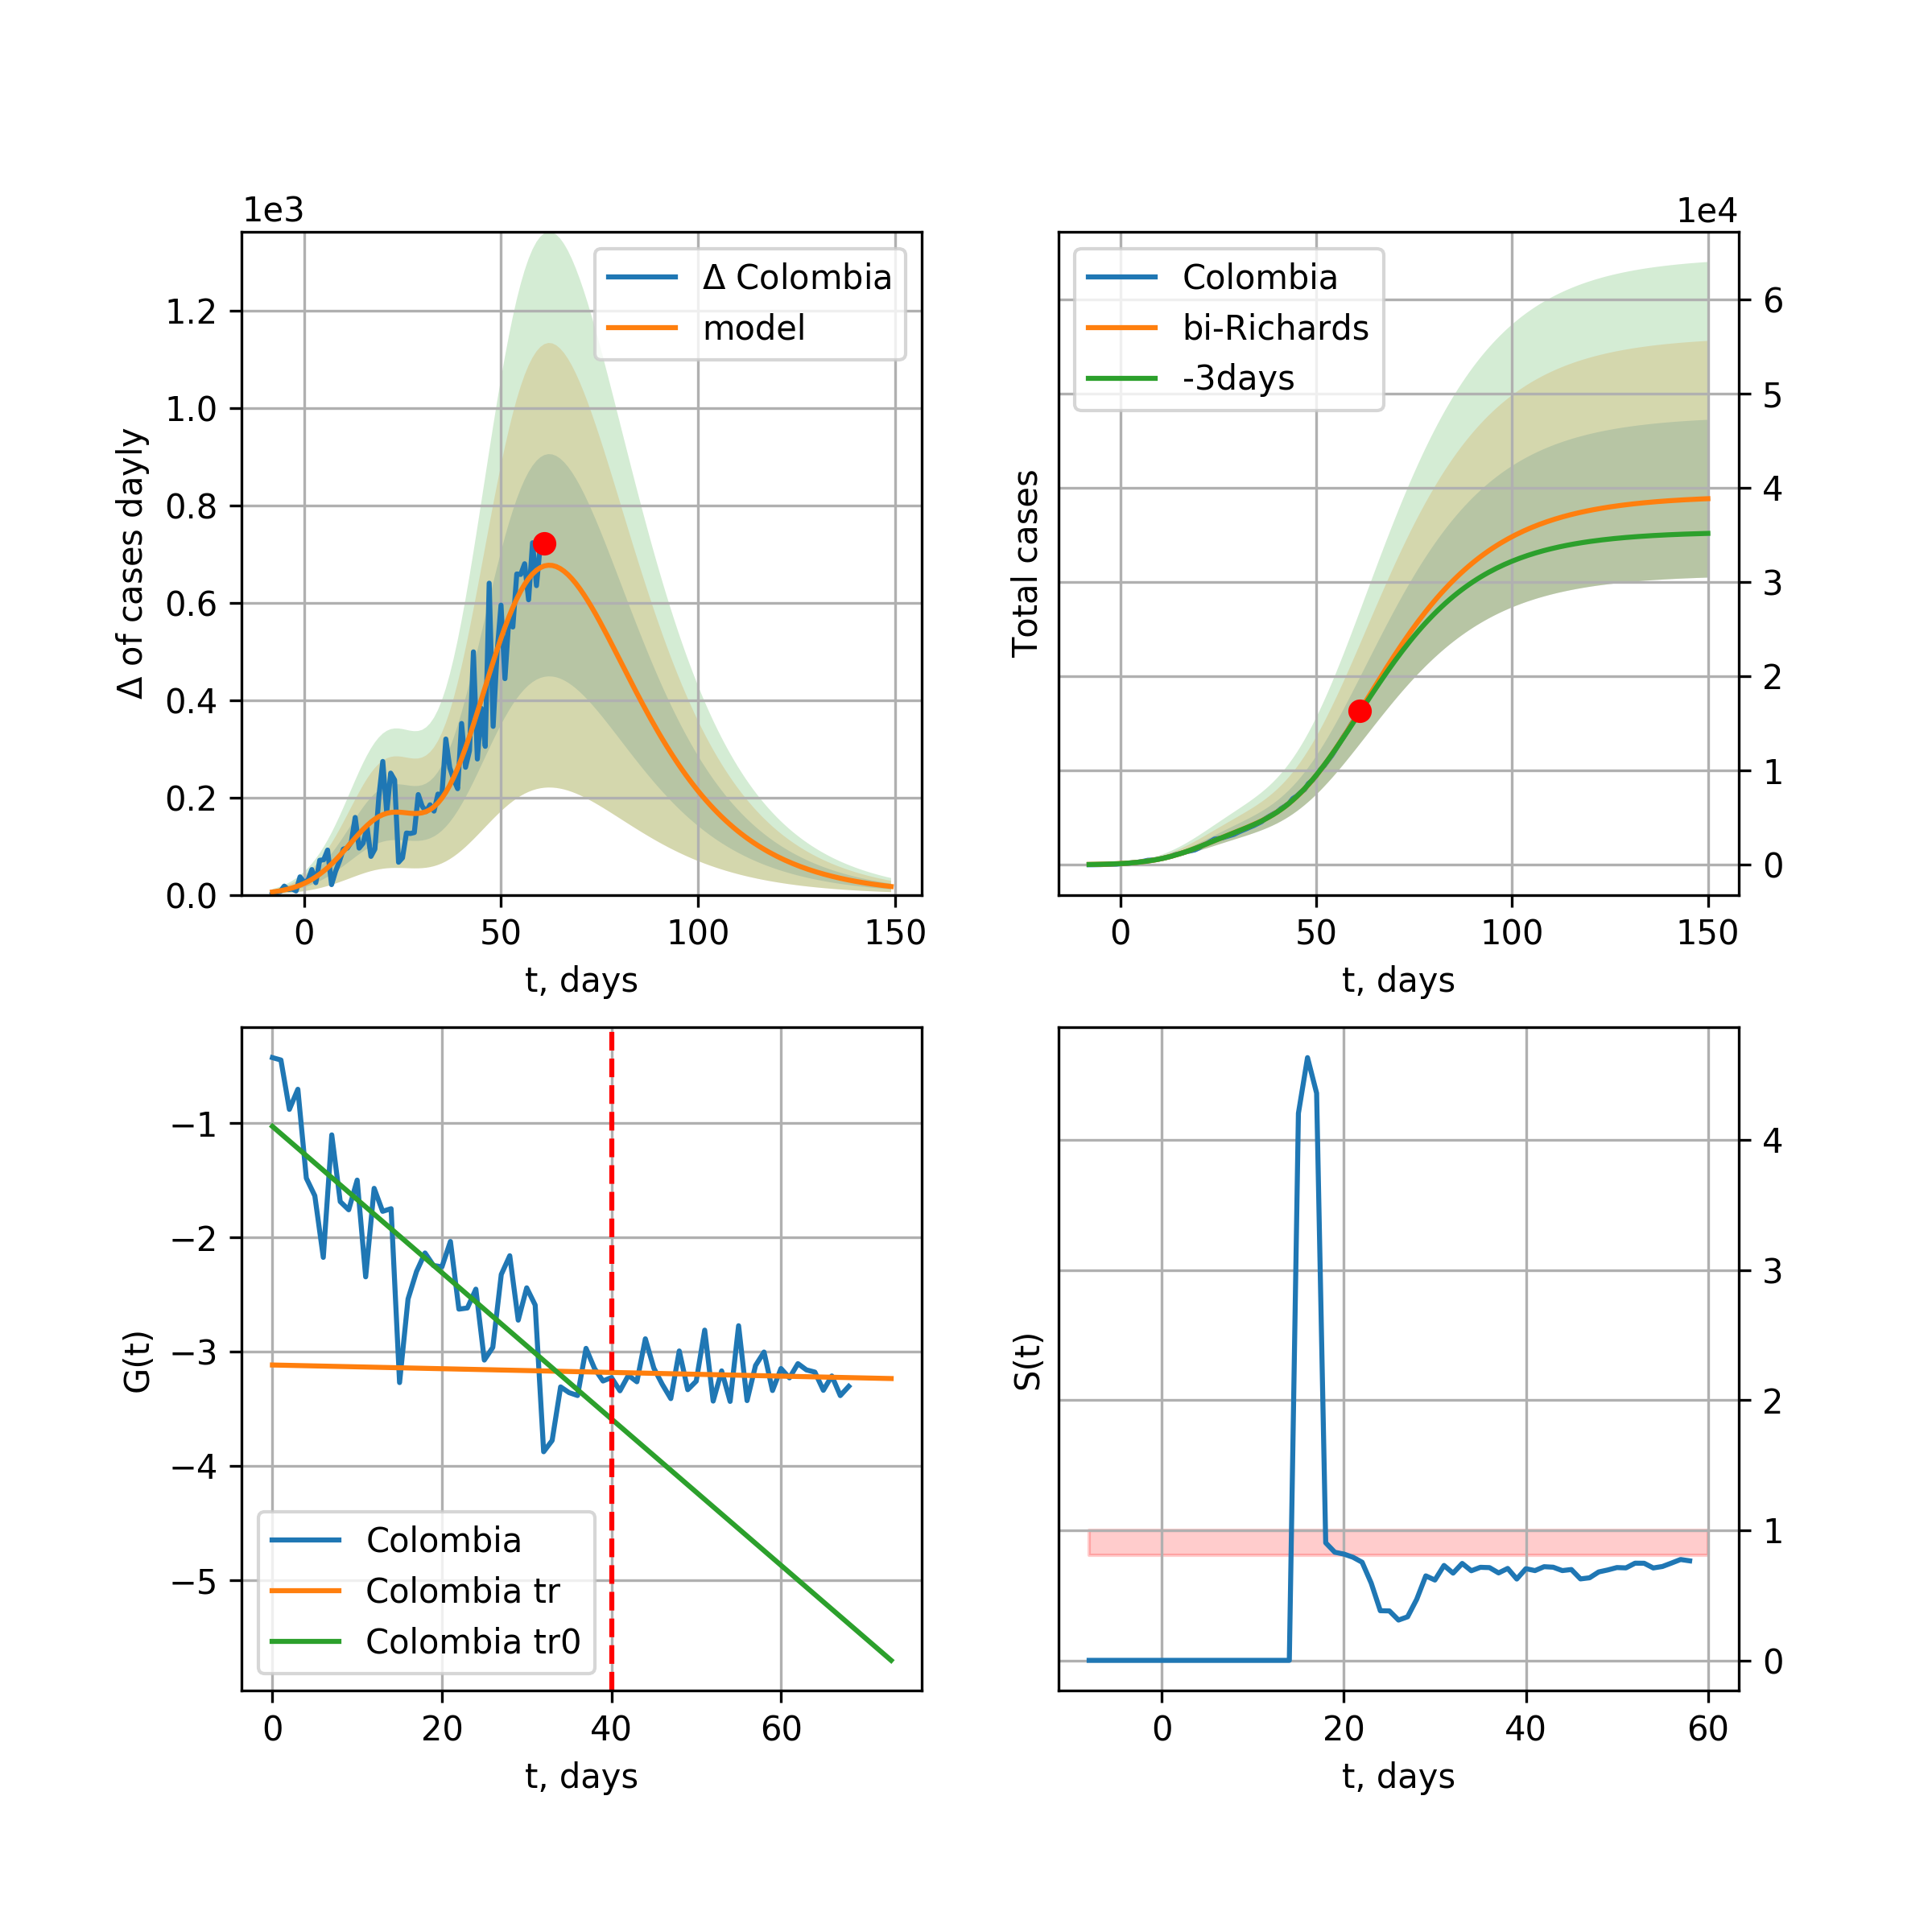 1e3
Δ Colombia
model
1.2
1.0
0.8
0.6
0.4
0.2
0.0
Δ of cases dayly
0 50 100 150
t, days
1e4
Colombia
bi-Richards
-3days
6
5
4
3
2
1
0
Total cases
0 50 100 150
t, days
−1
−2
−3
−4
−5
G(t)
Colombia
Colombia tr
Colombia tr0
0 20 40 60
t, days
4
3
2
1
0
S(t)
0 20 40 60
t, days